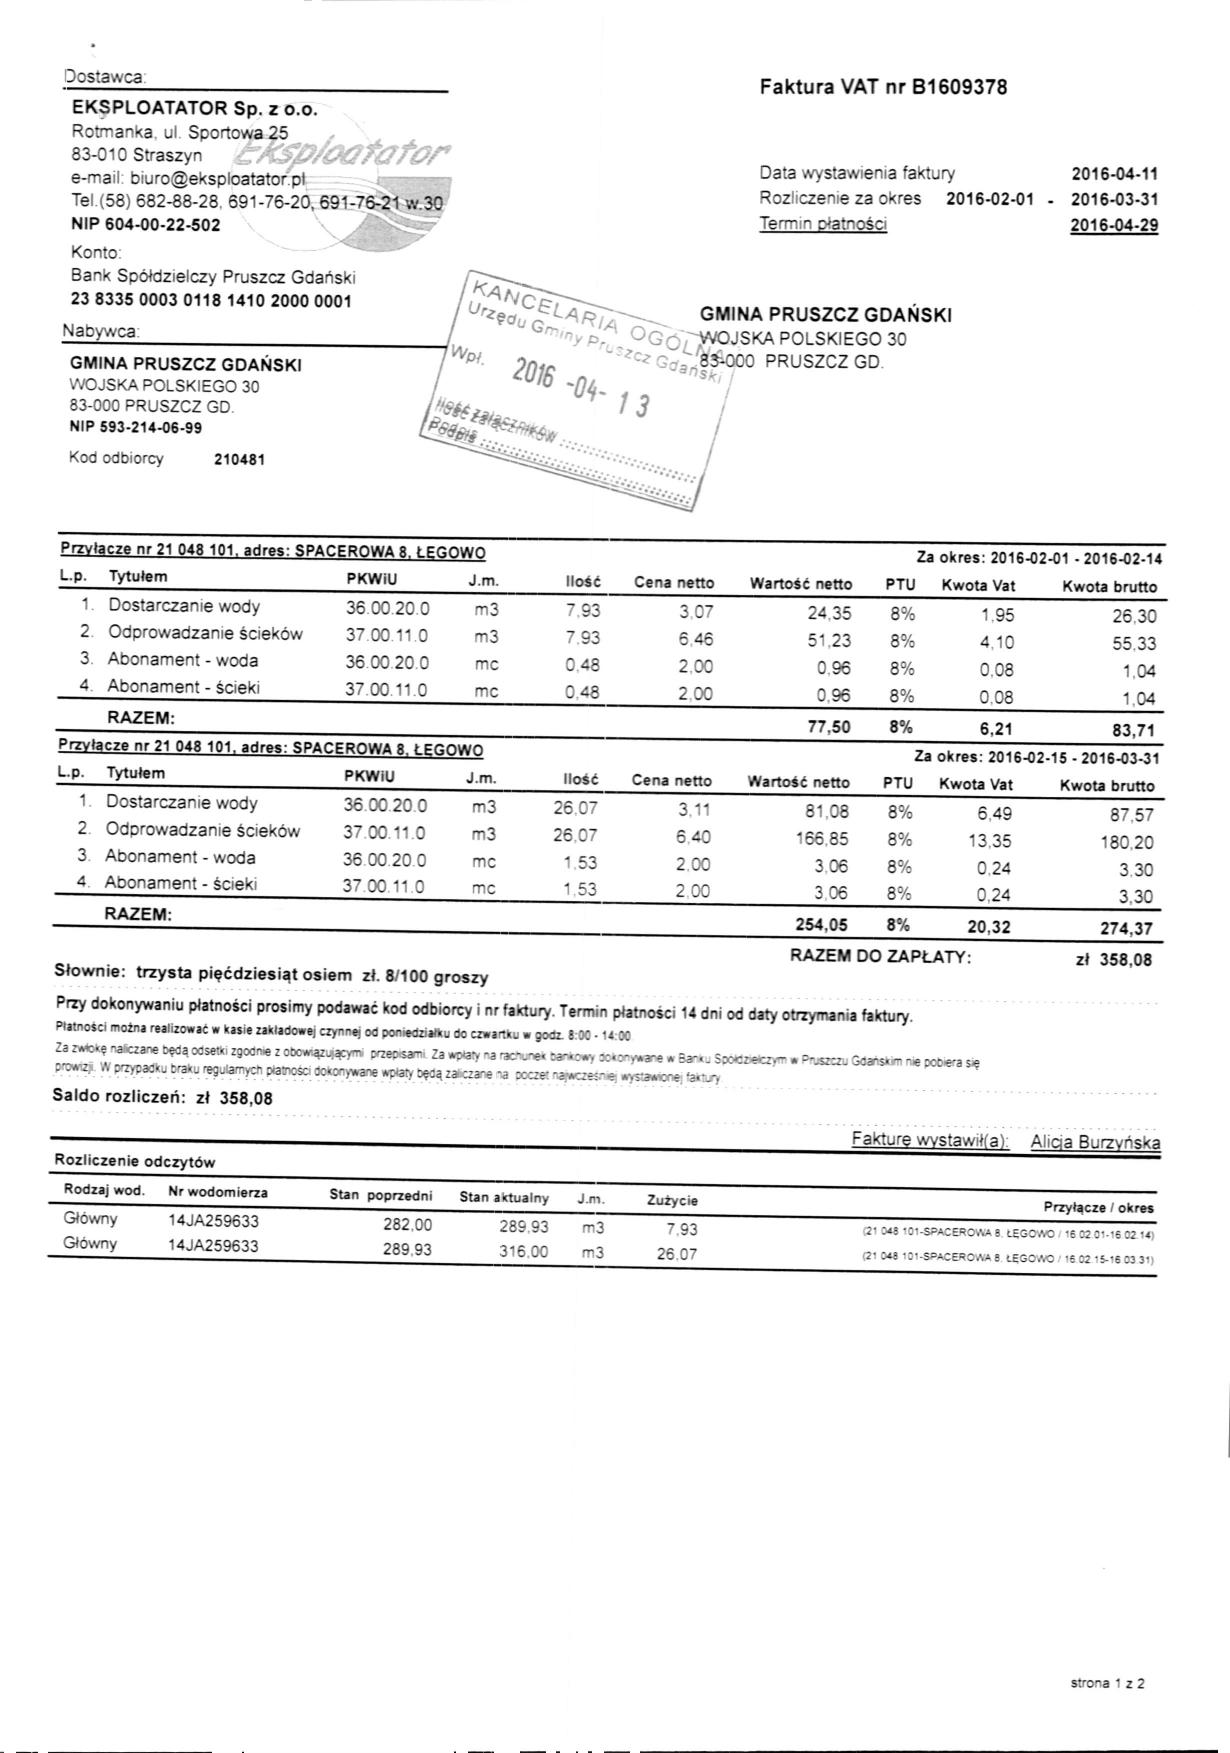 Dostawca:
EKSPLOATATOR Sp. z o.o.
Rotmanka, ul. Sportowa 25
83-010 Straszyn
Eksploatator
e-mail: biuro@eksploatator.pl
Tel.(58) 682-88-28, 691-76-20, 691-76-21 w.30
NIP 604-00-22-502
Konto:
Bank Spółdzielczy Pruszcz Gdański
23 8335 0003 0118 1410 2000 0001
Nabywca:
GMINA PRUSZCZ GDAŃSKI
WOJSKA POLSKIEGO 30
83-000 PRUSZCZ GD.
NIP 593-214-06-99
Kod odbiorcy 210481
Faktura VAT nr B1609378
Data wystawienia faktury 2016-04-11
Rozliczenie za okres 2016-02-01 - 2016-03-31
Termin płatności 2016-04-29
GMINA PRUSZCZ GDAŃSKI
WOJSKA POLSKIEGO 30
83-000 PRUSZCZ GD.
KANCELARIA OGÓLNA
Urzędu Gminy Pruszcz Gdański
Wpł. 2016 -04- 13
Ilość załączników
Podpis
Przyłacze nr 21 048 101, adres: SPACEROWA 8, ŁĘGOWO Za okres: 2016-02-01 - 2016-02-14
L.p. Tytułem PKWiU J.m. Ilość Cena netto Wartość netto PTU Kwota Vat Kwota brutto
1. Dostarczanie wody 36.00.20.0 m3 7,93 3,07 24,35 8% 1,95 26,30
2. Odprowadzanie ścieków 37.00.11.0 m3 7,93 6,46 51,23 8% 4,10 55,33
3. Abonament - woda 36.00.20.0 mc 0,48 2,00 0,96 8% 0,08 1,04
4. Abonament - ścieki 37.00.11.0 mc 0,48 2,00 0,96 8% 0,08 1,04
RAZEM: 77,50 8% 6,21 83,71
Przyłacze nr 21 048 101, adres: SPACEROWA 8, ŁĘGOWO Za okres: 2016-02-15 - 2016-03-31
L.p. Tytułem PKWiU J.m. Ilość Cena netto Wartość netto PTU Kwota Vat Kwota brutto
1. Dostarczanie wody 36.00.20.0 m3 26,07 3,11 81,08 8% 6,49 87,57
2. Odprowadzanie ścieków 37.00.11.0 m3 26,07 6,40 166,85 8% 13,35 180,20
3. Abonament - woda 36.00.20.0 mc 1,53 2,00 3,06 8% 0,24 3,30
4. Abonament - ścieki 37.00.11.0 mc 1,53 2,00 3,06 8% 0,24 3,30
RAZEM: 254,05 8% 20,32 274,37
RAZEM DO ZAPŁATY: zł 358,08
Słownie: trzysta pięćdziesiąt osiem zł. 8/100 groszy
Przy dokonywaniu płatności prosimy podawać kod odbiorcy i nr faktury. Termin płatności 14 dni od daty otrzymania faktury.
Płatności można realizować w kasie zakładowej czynnej od poniedziałku do czwartku w godz. 8:00 - 14:00
Za zwłokę naliczane będą odsetki zgodnie z obowiązującymi przepisami. Za wpłaty na rachunek bankowy dokonywane w Banku Spółdzielczym w Pruszczu Gdańskim nie pobiera się
prowizji. W przypadku braku regularnych płatności dokonywane wpłaty będą zaliczane na poczet najwcześniej wystawionej faktury
Saldo rozliczeń: zł 358,08
Fakturę wystawił(a): Alicja Burzyńska
Rozliczenie odczytów
Rodzaj wod. Nr wodomierza Stan poprzedni Stan aktualny J.m. Zużycie Przyłącze / okres
Główny 14JA259633 282,00 289,93 m3 7,93 (21 048 101-SPACEROWA 8, ŁĘGOWO / 16.02.01-16.02.14)
Główny 14JA259633 289,93 316,00 m3 26,07 (21 048 101-SPACEROWA 8, ŁĘGOWO / 16.02.15-16.03.31)
strona 1 z 2